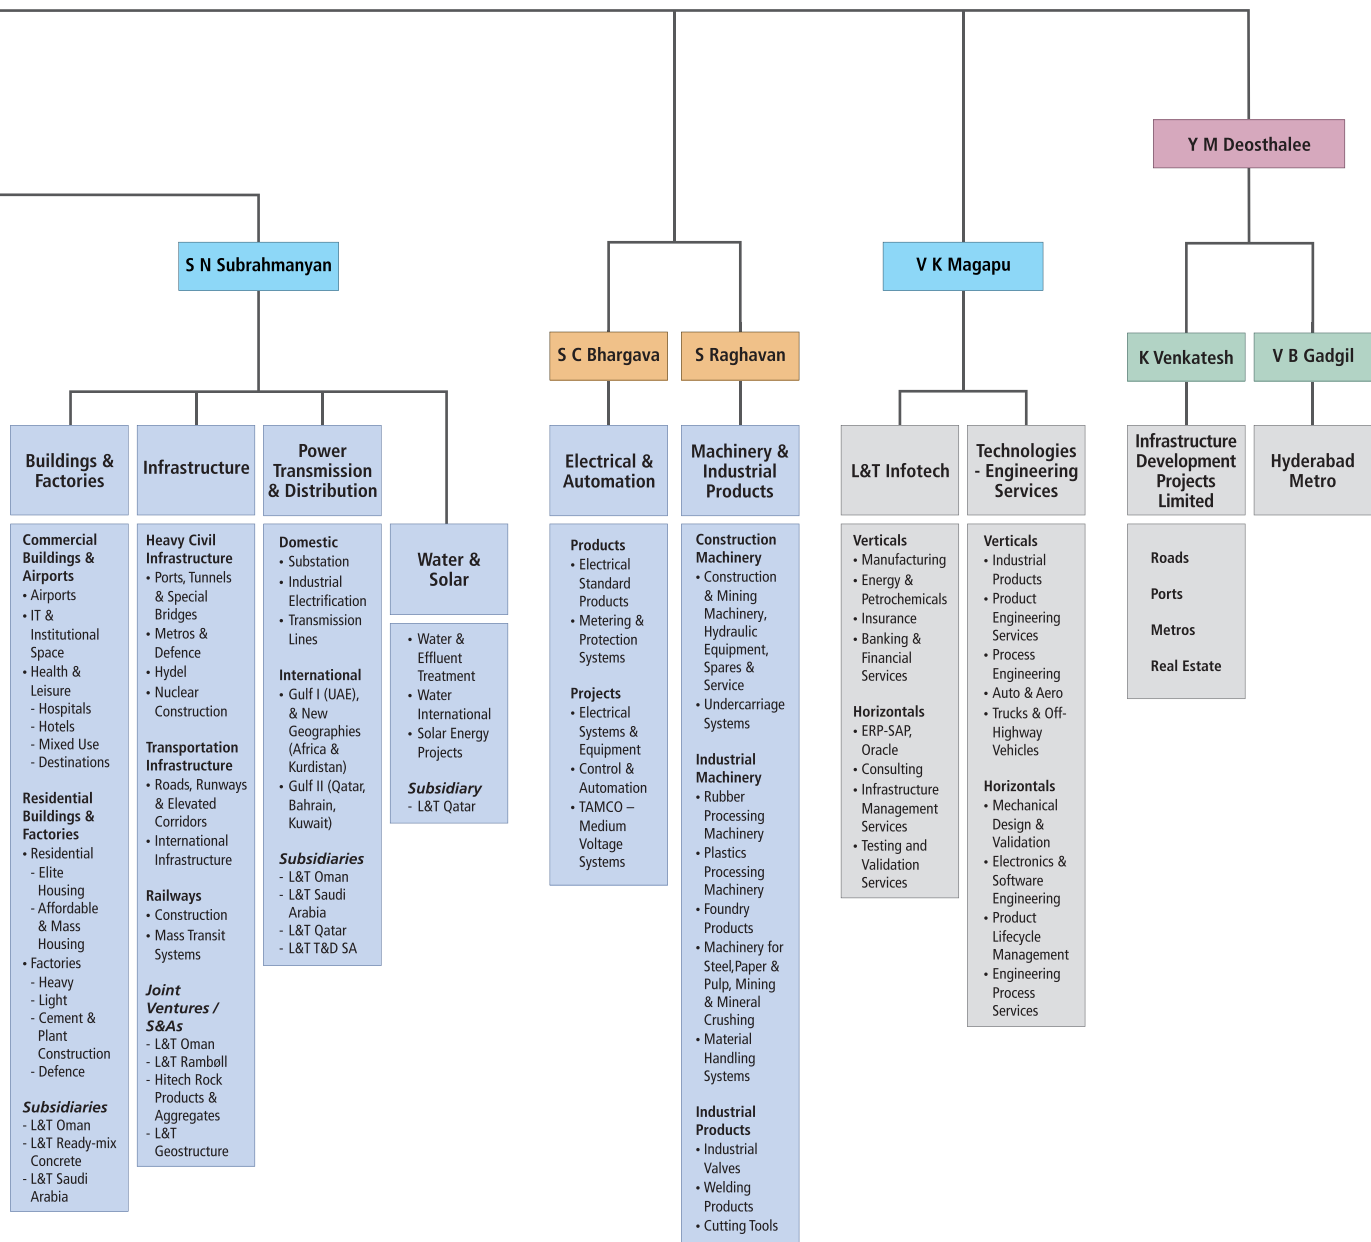 Y M Deosthalee
S N Subrahmanyan
V K Magapu
S C Bhargava
S Raghavan
K Venkatesh
V B Gadgil
Buildings &
Factories
Commercial
Buildings &
Airports
• Airports
• IT &
Institutional
Space
• Health &
Leisure
- Hospitals
- Hotels
- Mixed Use
- Destinations
Residential
Buildings &
Factories
• Residential
- Elite
Housing
- Affordable
& Mass
Housing
• Factories
- Heavy
- Light
- Cement &
Plant
Construction
- Defence
Subsidiaries
- L&T Oman
- L&T Ready-mix
Concrete
- L&T Saudi
Arabia
Infrastructure
Heavy Civil
Infrastructure
• Ports, Tunnels
& Special
Bridges
• Metros &
Defence
• Hydel
• Nuclear
Construction
Transportation
Infrastructure
• Roads, Runways
& Elevated
Corridors
• International
Infrastructure
Railways
• Construction
• Mass Transit
Systems
Joint
Ventures /
S&As
- L&T Oman
- L&T Rambøll
- Hitech Rock
Products &
Aggregates
- L&T
Geostructure
Power
Transmission
& Distribution
Domestic
• Substation
• Industrial
Electrification
• Transmission
Lines
International
• Gulf I (UAE),
& New
Geographies
(Africa &
Kurdistan)
• Gulf II (Qatar,
Bahrain,
Kuwait)
Subsidiaries
- L&T Oman
- L&T Saudi
Arabia
- L&T Qatar
- L&T T&D SA
Water &
Solar
• Water &
Effluent
Treatment
• Water
International
• Solar Energy
Projects
Subsidiary
- L&T Qatar
Electrical &
Automation
Products
• Electrical
Standard
Products
• Metering &
Protection
Systems
Projects
• Electrical
Systems &
Equipment
• Control &
Automation
• TAMCO –
Medium
Voltage
Systems
Machinery &
Industrial
Products
Construction
Machinery
• Construction
& Mining
Machinery,
Hydraulic
Equipment,
Spares &
Service
• Undercarriage
Systems
Industrial
Machinery
• Rubber
Processing
Machinery
• Plastics
Processing
Machinery
• Foundry
Products
• Machinery for
Steel,Paper &
Pulp, Mining
& Mineral
Crushing
• Material
Handling
Systems
Industrial
Products
• Industrial
Valves
• Welding
Products
• Cutting Tools
L&T Infotech
Verticals
• Manufacturing
• Energy &
Petrochemicals
• Insurance
• Banking &
Financial
Services
Horizontals
• ERP-SAP,
Oracle
• Consulting
• Infrastructure
Management
Services
• Testing and
Validation
Services
Technologies
- Engineering
Services
Verticals
• Industrial
Products
• Product
Engineering
Services
• Process
Engineering
• Auto & Aero
• Trucks & Off-
Highway
Vehicles
Horizontals
• Mechanical
Design &
Validation
• Electronics &
Software
Engineering
• Product
Lifecycle
Management
• Engineering
Process
Services
Infrastructure
Development
Projects
Limited
Roads
Ports
Metros
Real Estate
Hyderabad
Metro